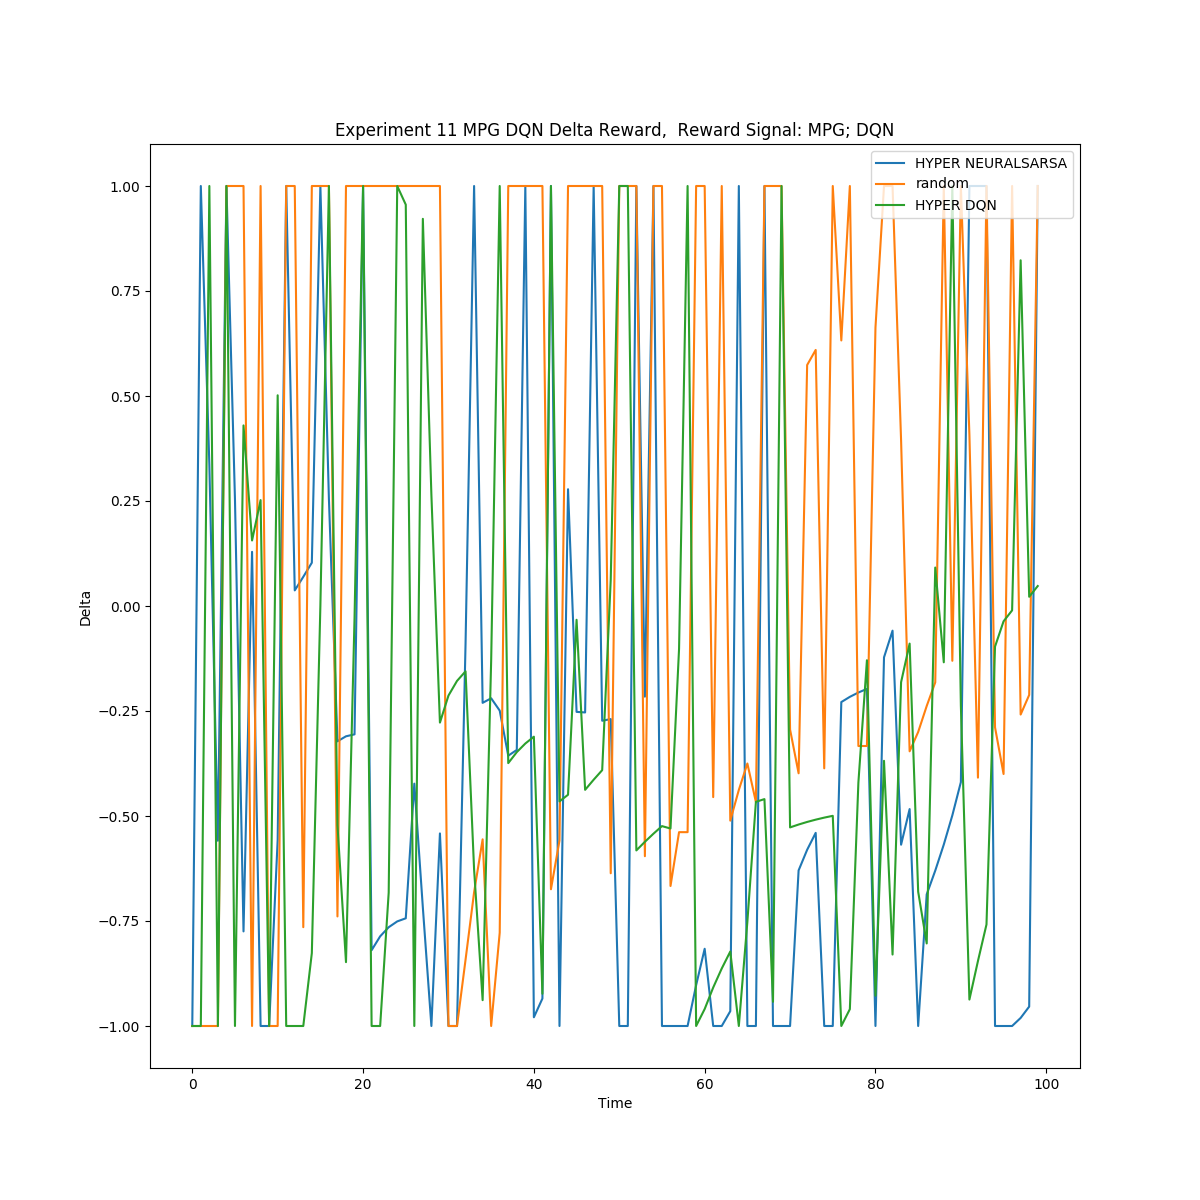 Experiment 11 MPG DQN Delta Reward,  Reward Signal: MPG; DQN
HYPER NEURALSARSA
random
HYPER DQN
1.00
0.75
0.50
0.25
0.00
−0.25
−0.50
−0.75
−1.00
Delta
0 20 40 60 80 100
Time